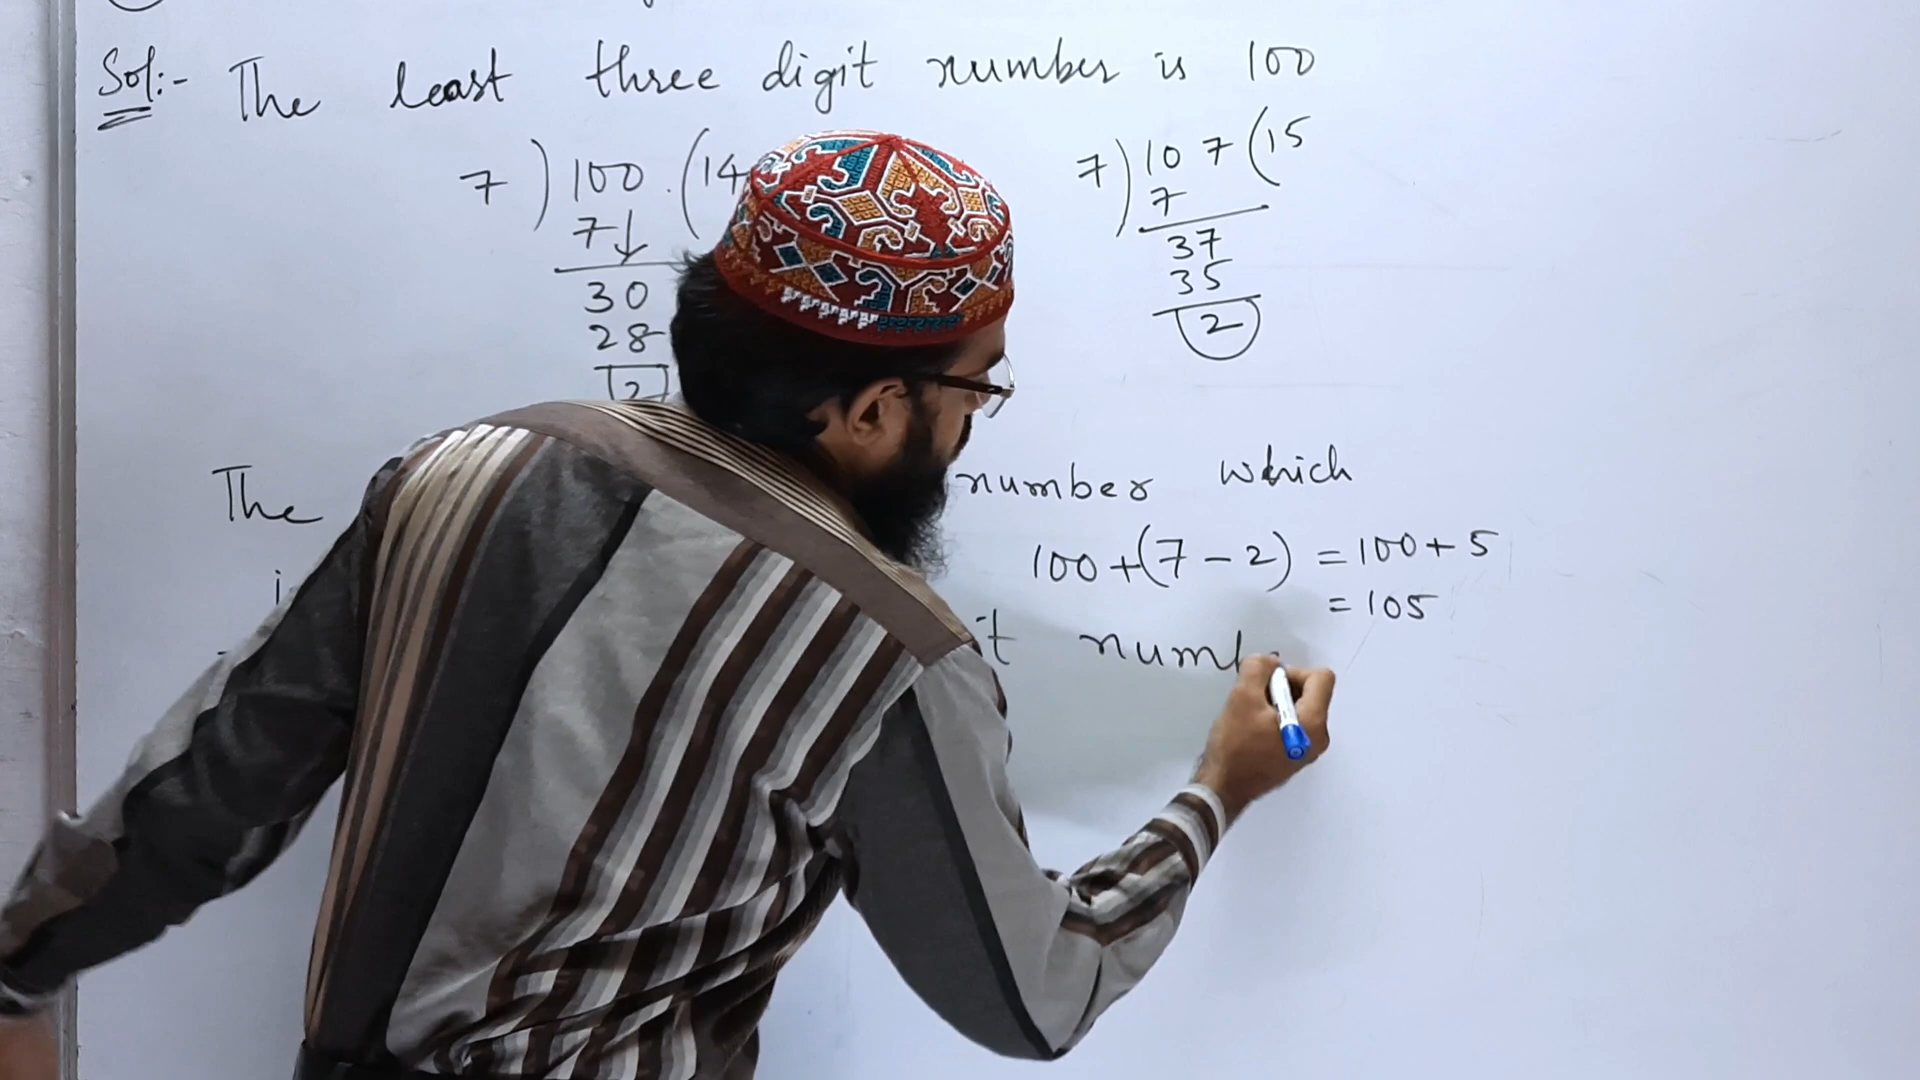 Sol:- The least three digit number is 100
7 ) 100 . ( 14
7 ↓
30
28
2
7 ) 107 ( 15
7
37
35
2
The number which
100 + (7 - 2) = 100 + 5
= 105